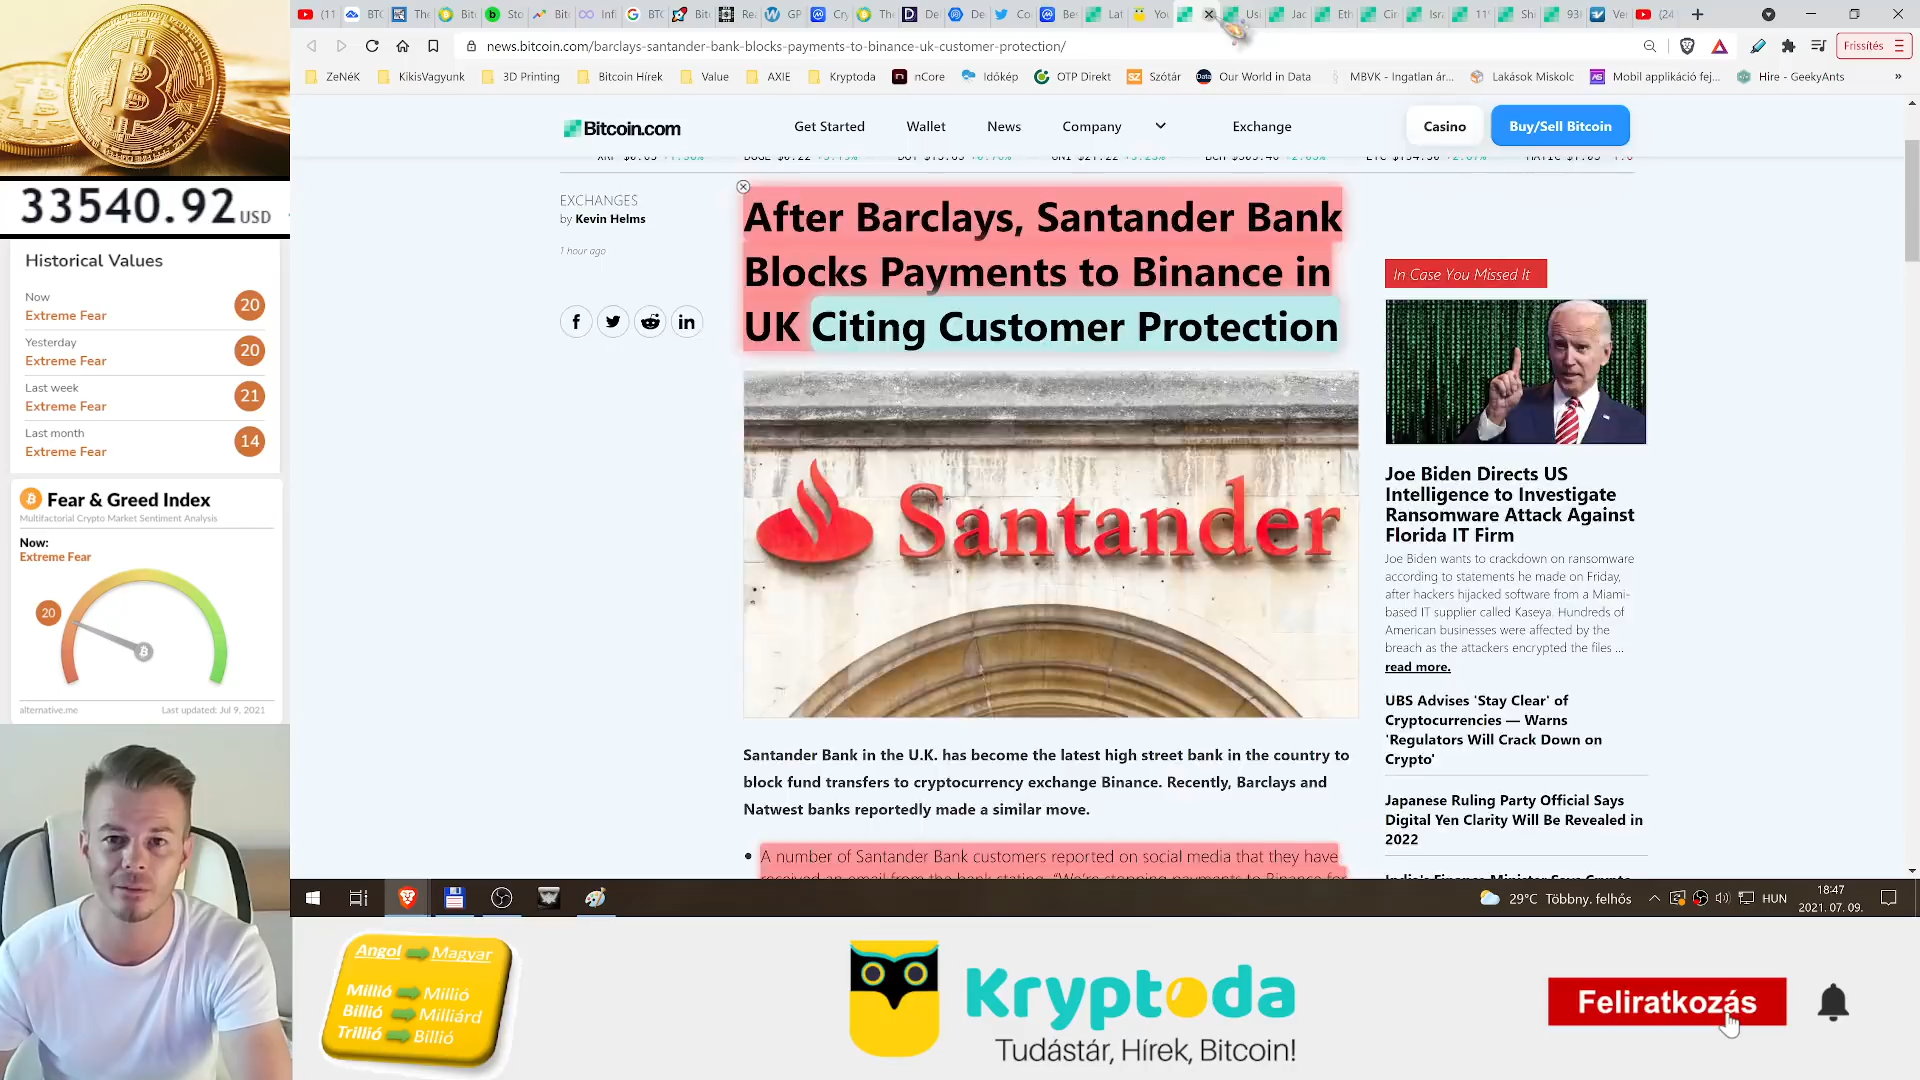 33540.92 USD
Historical Values
Now
Extreme Fear
20
Yesterday
Extreme Fear
20
Last week
Extreme Fear
21
Last month
Extreme Fear
14
Fear & Greed Index
Multifactorial Crypto Market Sentiment Analysis
Now:
Extreme Fear
20
alternative.me
Last updated: Jul 9, 2021
news.bitcoin.com/barclays-santander-bank-blocks-payments-to-binance-uk-customer-protection/
Frissítés
ZeNéK
KikisVagyunk
3D Printing
Bitcoin Hírek
Value
AXIE
Kryptoda
nCore
Időkép
OTP Direkt
Szótár
Our World in Data
MBVK - Ingatlan ár...
Lakások Miskolc
Mobil applikáció fej...
Hire - GeekyAnts
Bitcoin.com
Get Started
Wallet
News
Company
Exchange
Casino
Buy/Sell Bitcoin
EXCHANGES
by Kevin Helms
1 hour ago
After Barclays, Santander Bank
Blocks Payments to Binance in
UK Citing Customer Protection
Santander
Santander Bank in the U.K. has become the latest high street bank in the country to
block fund transfers to cryptocurrency exchange Binance. Recently, Barclays and
Natwest banks reportedly made a similar move.
A number of Santander Bank customers reported on social media that they have
In Case You Missed It
Joe Biden Directs US
Intelligence to Investigate
Ransomware Attack Against
Florida IT Firm
Joe Biden wants to crackdown on ransomware
according to statements he made on Friday,
after hackers hijacked software from a Miami-
based IT supplier called Kaseya. Hundreds of
American businesses were affected by the
breach as the attackers encrypted the files ...
read more.
UBS Advises 'Stay Clear' of
Cryptocurrencies — Warns
'Regulators Will Crack Down on
Crypto'
Japanese Ruling Party Official Says
Digital Yen Clarity Will Be Revealed in
2022
29°C Többny. felhős
HUN
18:47
2021. 07. 09.
Angol Magyar
Millió Millió
Billió Milliárd
Trillió Billió
Kryptoda
Tudástár, Hírek, Bitcoin!
Feliratkozás